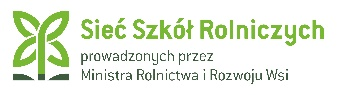 Sieć Szkół Rolniczych
prowadzonych przez
Ministra Rolnictwa i Rozwoju Wsi